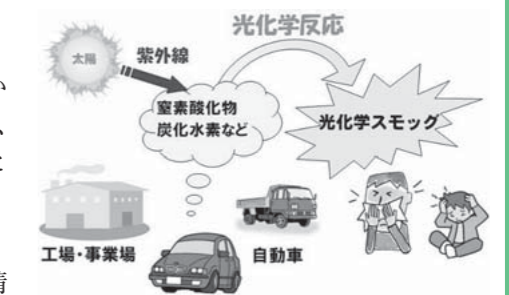 光化学反応
太陽
紫外線
窒素酸化物
炭化水素など
光化学スモッグ
工場・事業場
自動車